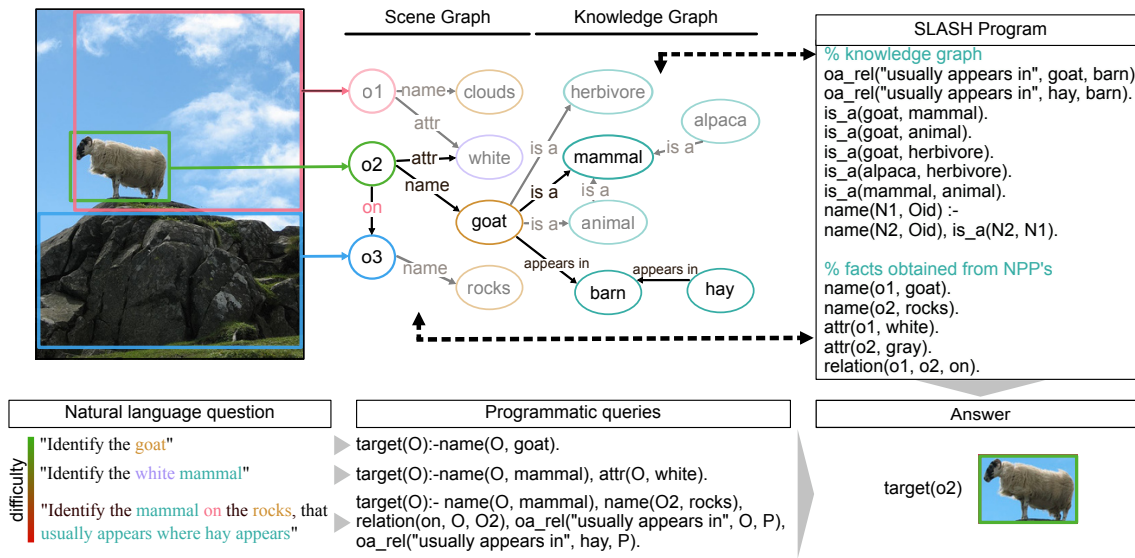 Scene Graph
Knowledge Graph
SLASH Program
o1
name
clouds
attr
o2
attr
white
name
on
goat
o3
name
rocks
herbivore
alpaca
is a
is a
mammal
is a
is a
is a
animal
appears in
appears in
barn
hay
% knowledge graph
oa_rel("usually appears in", goat, barn)
oa_rel("usually appears in", hay, barn).
is_a(goat, mammal).
is_a(goat, animal).
is_a(goat, herbivore).
is_a(alpaca, herbivore).
is_a(mammal, animal).
name(N1, Oid) :-
name(N2, Oid), is_a(N2, N1).
% facts obtained from NPP's
name(o1, goat).
name(o2, rocks).
attr(o1, white).
attr(o2, gray).
relation(o1, o2, on).
Natural language question
Programmatic queries
Answer
difficulty
"Identify the goat"
target(O):-name(O, goat).
"Identify the white mammal"
target(O):-name(O, mammal), attr(O, white).
"Identify the mammal on the rocks, that
usually appears where hay appears"
target(O):- name(O, mammal), name(O2, rocks),
relation(on, O, O2), oa_rel("usually appears in", O, P),
oa_rel("usually appears in", hay, P).
target(o2)